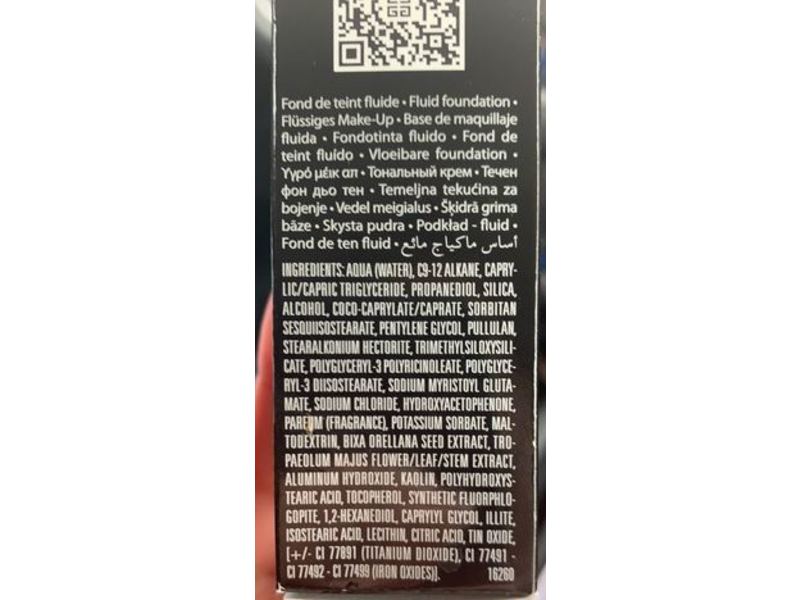 Fond de teint fluide • Fluid foundation •
Flüssiges Make-Up • Base de maquillaje
fluida • Fondotinta fluido • Fond de
teint fluido • Vloeibare foundation •
Υγρό μέικ απ • Тональный крем • Течен
фон дьо тен • Temeljna tekućina za
bojenje • Vedel meigialus • Šķidrā grima
bāze • Skysta pudra • Podkład - fluid •
Fond de ten fluid • أساس ماكياج مائع
INGREDIENTS: AQUA (WATER), C9-12 ALKANE, CAPRY-
LIC/CAPRIC TRIGLYCERIDE, PROPANEDIOL, SILICA,
ALCOHOL, COCO-CAPRYLATE/CAPRATE, SORBITAN
SESQUIISOSTEARATE, PENTYLENE GLYCOL, PULLULAN,
STEARALKONIUM HECTORITE, TRIMETHYLSILOXYSILI-
CATE, POLYGLYCERYL-3 POLYRICINOLEATE, POLYGLYCE-
RYL-3 DIISOSTEARATE, SODIUM MYRISTOYL GLUTA-
MATE, SODIUM CHLORIDE, HYDROXYACETOPHENONE,
PARFUM (FRAGRANCE), POTASSIUM SORBATE, MAL-
TODEXTRIN, BIXA ORELLANA SEED EXTRACT, TRO-
PAEOLUM MAJUS FLOWER/LEAF/STEM EXTRACT,
ALUMINUM HYDROXIDE, KAOLIN, POLYHYDROXYS-
TEARIC ACID, TOCOPHEROL, SYNTHETIC FLUORPHLO-
GOPITE, 1,2-HEXANEDIOL, CAPRYLYL GLYCOL, ILLITE,
ISOSTEARIC ACID, LECITHIN, CITRIC ACID, TIN OXIDE,
[+/- CI 77891 (TITANIUM DIOXIDE), CI 77491 -
CI 77492 - CI 77499 (IRON OXIDES)]. 16260